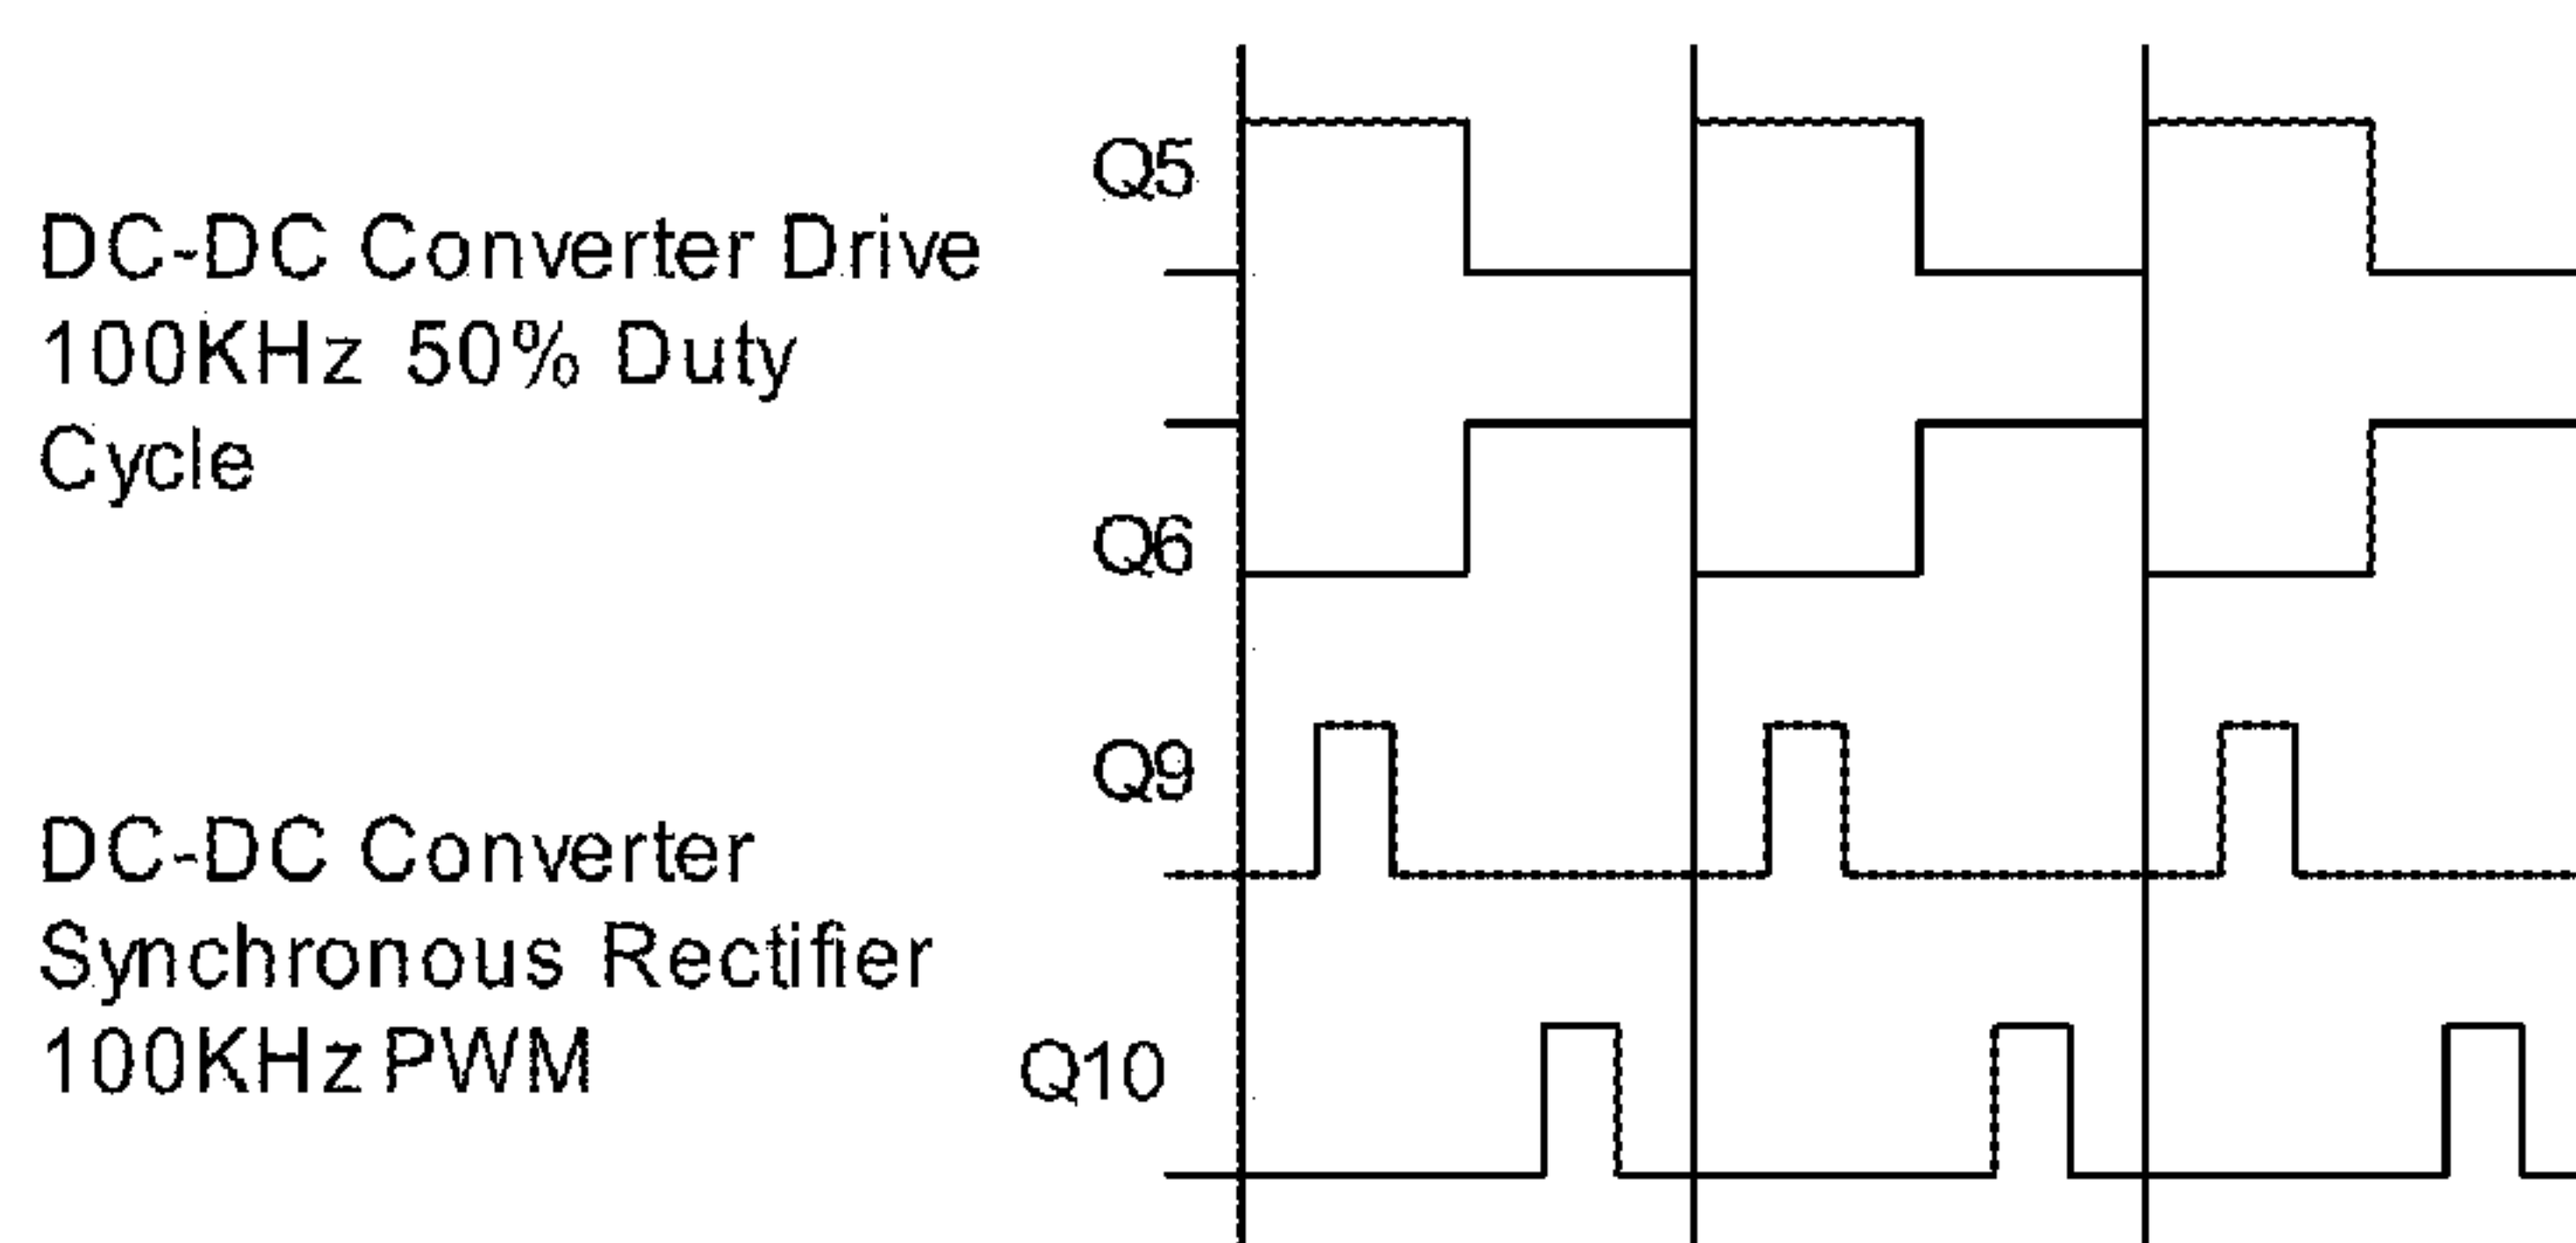 Q5
DC-DC Converter Drive
100KHz 50% Duty
Cycle
Q6
Q9
DC-DC Converter
Synchronous Rectifier
100KHz PWM
Q10